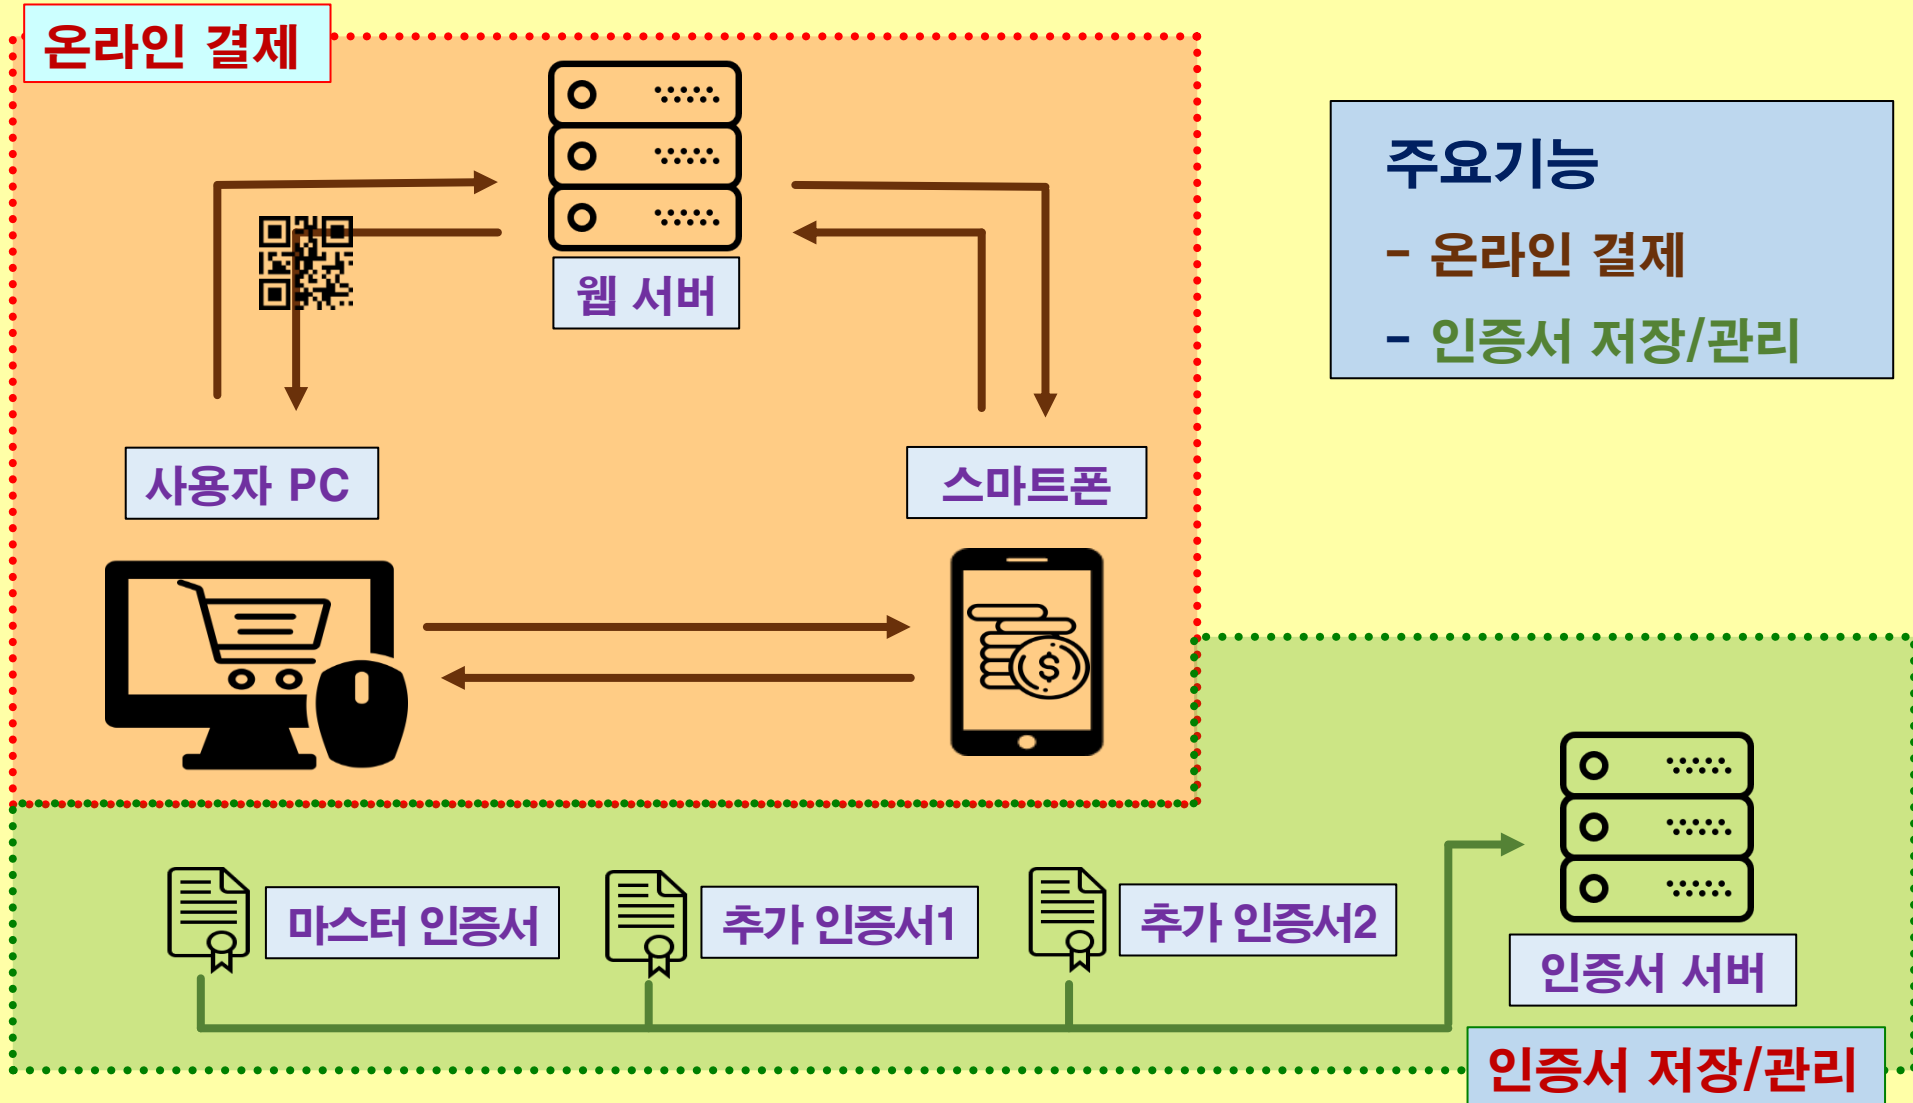 온라인 결제
웹 서버
주요기능
- 온라인 결제
- 인증서 저장/관리
사용자 PC
스마트폰
마스터 인증서
추가 인증서1
추가 인증서2
인증서 서버
인증서 저장/관리